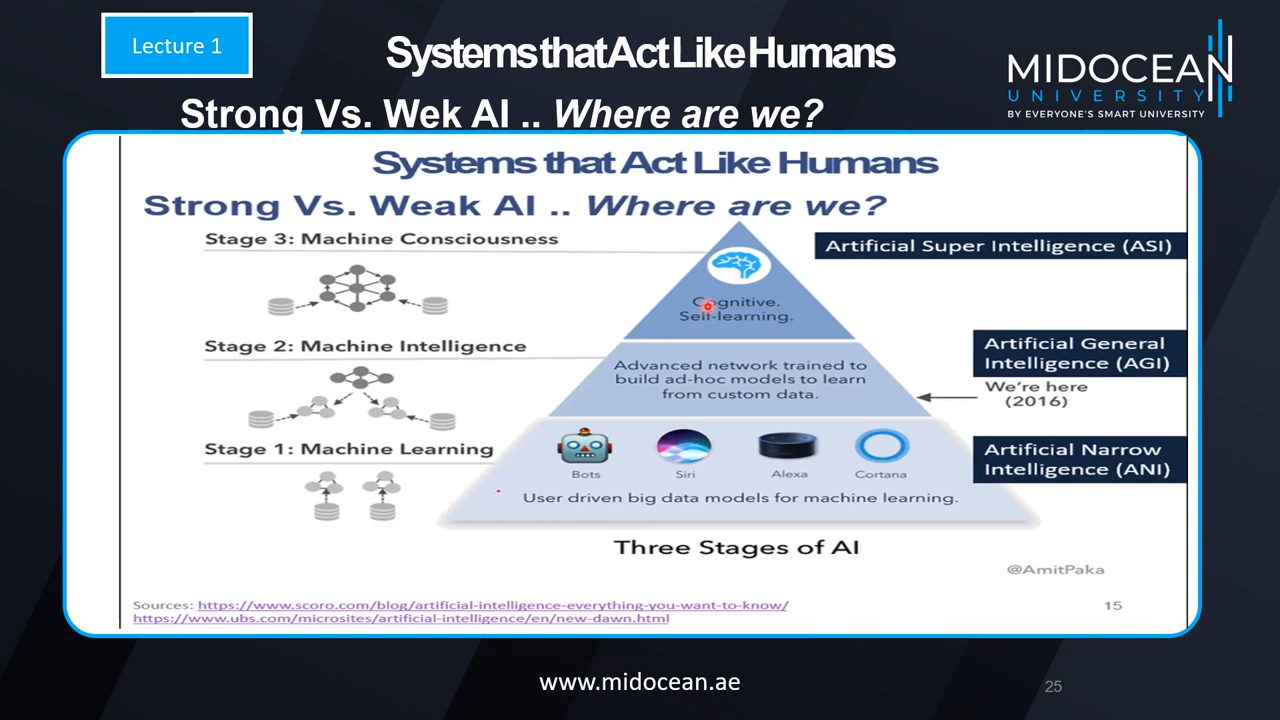 Lecture 1
Systems that Act Like Humans
MIDOCEAN
UNIVERSITY
BY EVERYONE'S SMART UNIVERSITY
Strong Vs. Wek AI .. Where are we?
Systems that Act Like Humans
Strong Vs. Weak AI .. Where are we?
Stage 3: Machine Consciousness
Artificial Super Intelligence (ASI)
Cognitive.
Self-learning.
Stage 2: Machine Intelligence
Advanced network trained to
build ad-hoc models to learn
from custom data.
Artificial General
Intelligence (AGI)
We're here
(2016)
Stage 1: Machine Learning
Bots
Siri
Alexa
Cortana
Artificial Narrow
Intelligence (ANI)
User driven big data models for machine learning.
Three Stages of AI
@AmitPaka
Sources: https://www.scoro.com/blog/artificial-intelligence-everything-you-want-to-know/
https://www.ubs.com/microsites/artificial-intelligence/en/new-dawn.html
15
www.midocean.ae
25